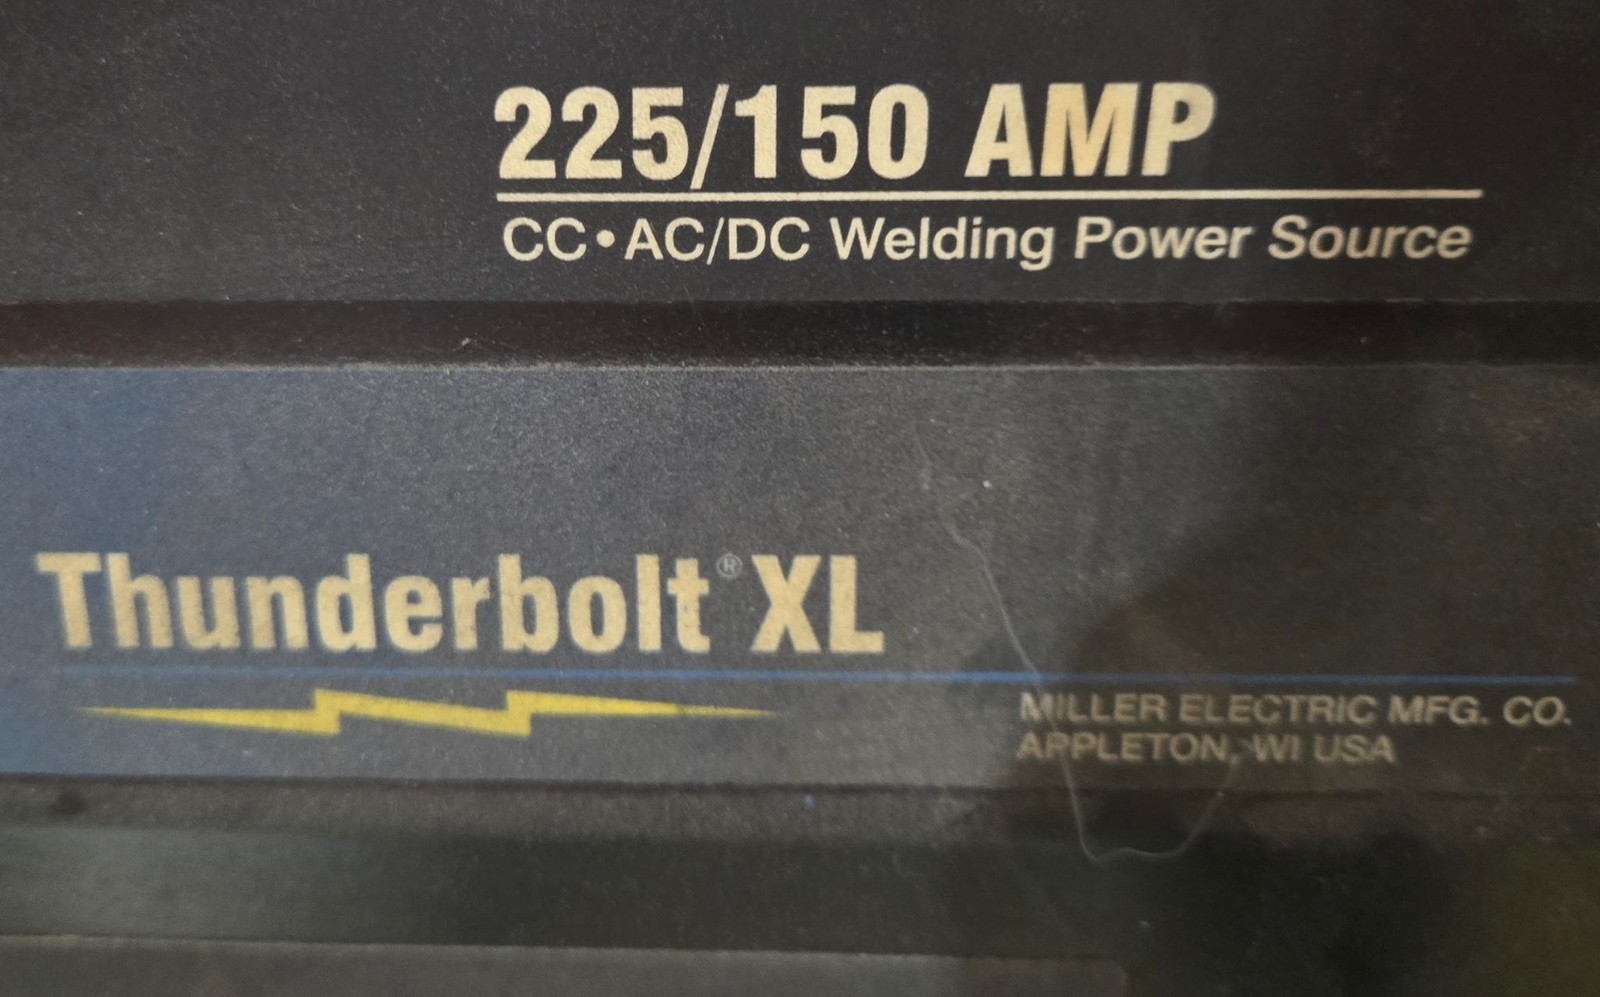 225/150 AMP
CC•AC/DC Welding Power Source
Thunderbolt® XL
MILLER ELECTRIC MFG. CO.
APPLETON, WI USA